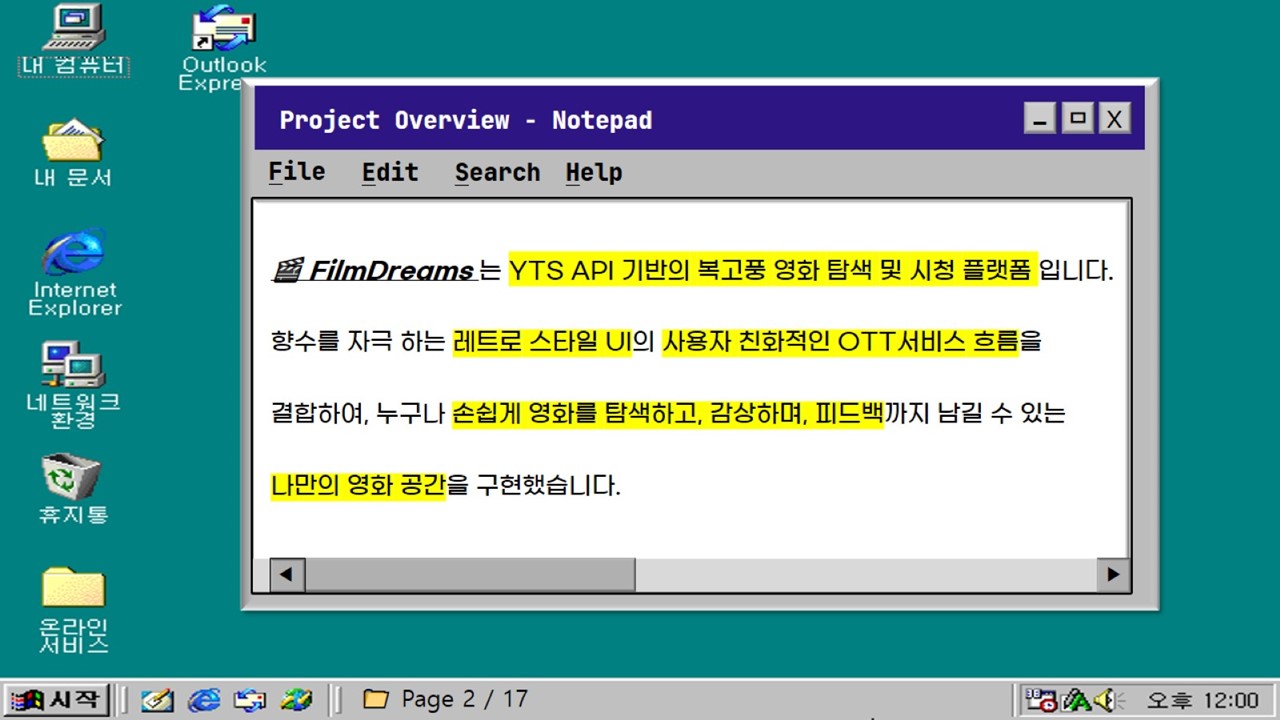 내 컴퓨터
Outlook
Expre
내 문서
Internet
Explorer
네트워크
환경
휴지통
온라인
서비스
Project Overview - Notepad
File Edit Search Help
🎬 FilmDreams 는 YTS API 기반의 복고풍 영화 탐색 및 시청 플랫폼 입니다.
향수를 자극 하는 레트로 스타일 UI의 사용자 친화적인 OTT서비스 흐름을
결합하여, 누구나 손쉽게 영화를 탐색하고, 감상하며, 피드백까지 남길 수 있는
나만의 영화 공간을 구현했습니다.
시작 Page 2 / 17 오후 12:00